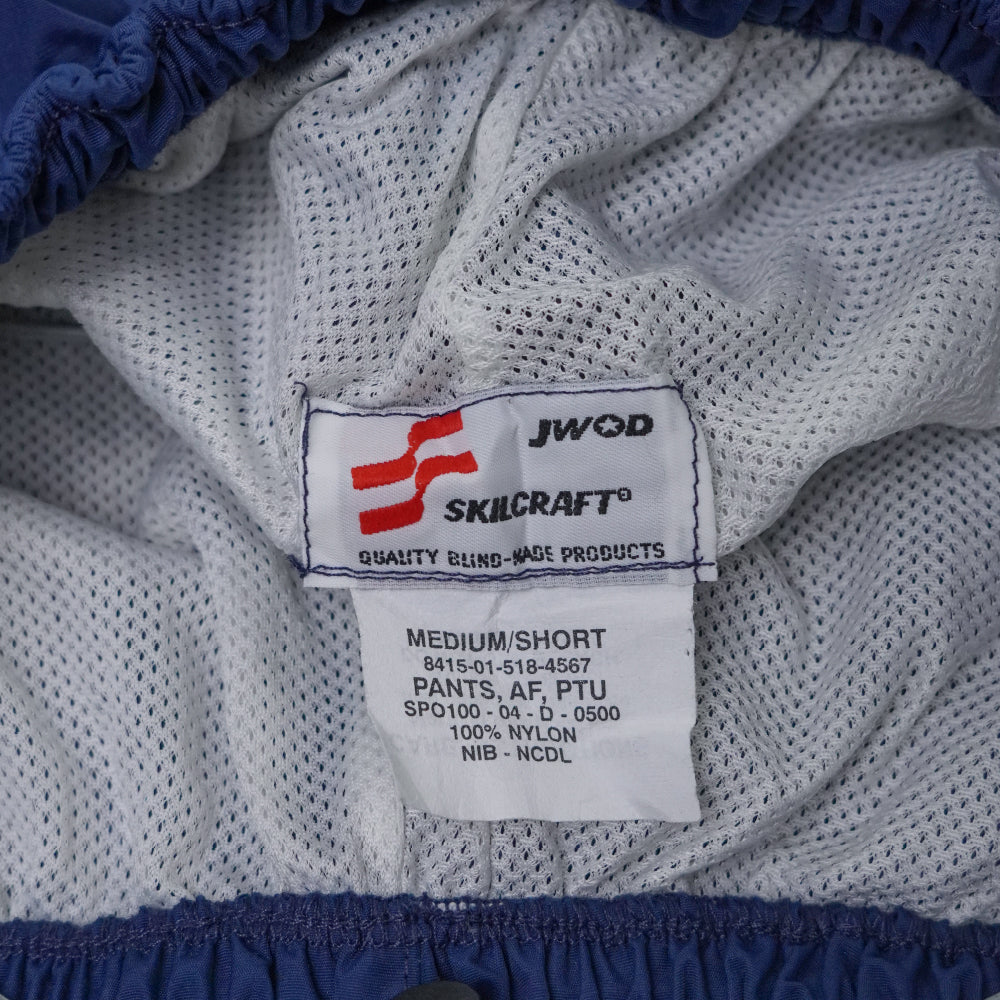 JWOD
SKILCRAFT®
QUALITY BLIND-MADE PRODUCTS
MEDIUM/SHORT
8415-01-518-4567
PANTS, AF, PTU
SPO100 - 04 - D - 0500
100% NYLON
NIB - NCDL